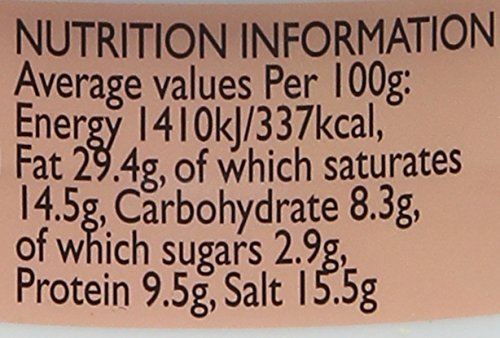 NUTRITION INFORMATION
Average values Per 100g:
Energy 1410kJ/337kcal,
Fat 29.4g, of which saturates
14.5g, Carbohydrate 8.3g,
of which sugars 2.9g,
Protein 9.5g, Salt 15.5g